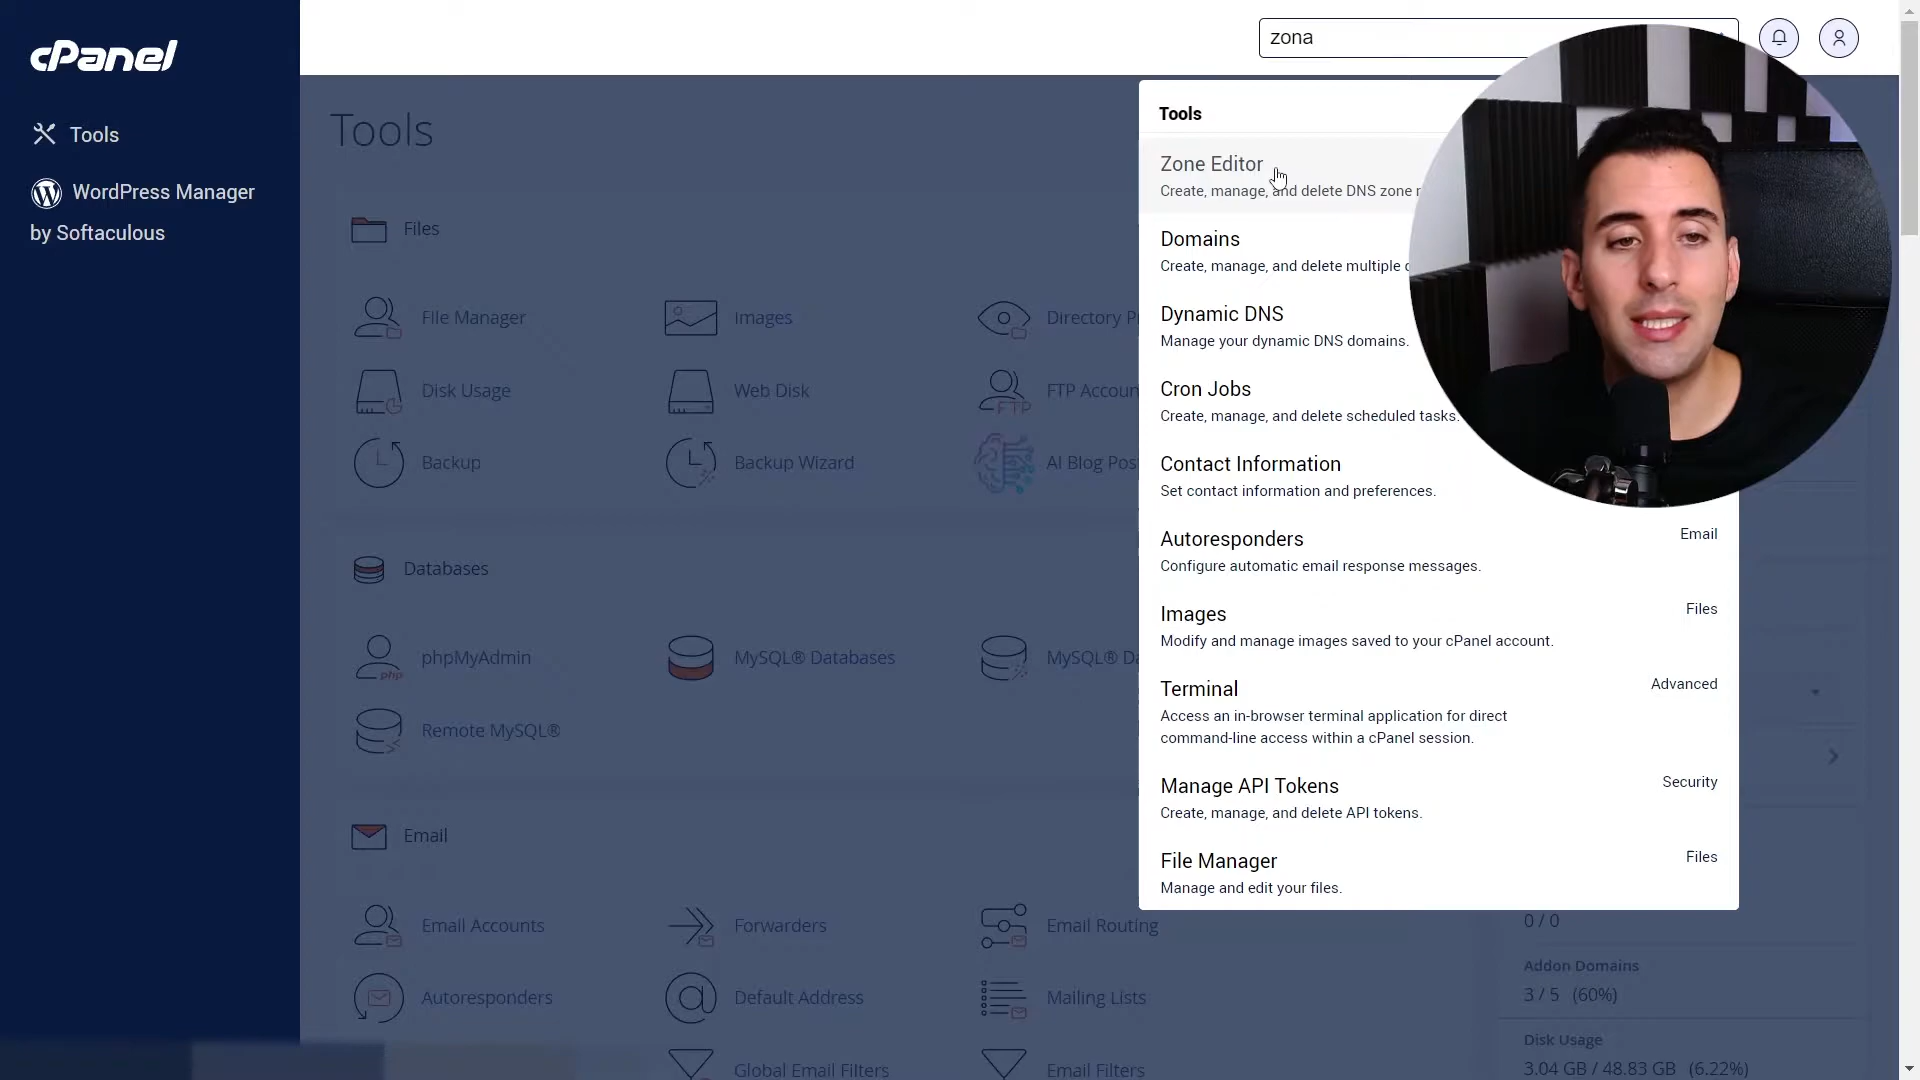 cPanel
zona
Tools
WordPress Manager
by Softaculous
Tools
Files
File Manager
Images
Directory P
Disk Usage
Web Disk
FTP Accoun
FTP
Backup
Backup Wizard
AI Blog Pos
Databases
phpMyAdmin
php
MySQL® Databases
MySQL® Da
Remote MySQL®
Email
Email Accounts
Forwarders
Email Routing
Autoresponders
Default Address
Mailing Lists
Global Email Filters
Email Filters
Tools
Zone Editor
Create, manage, and delete DNS zone
Domains
Create, manage, and delete multiple
Dynamic DNS
Manage your dynamic DNS domains.
Cron Jobs
Create, manage, and delete scheduled tasks.
Contact Information
Set contact information and preferences.
Autoresponders
Email
Configure automatic email response messages.
Images
Files
Modify and manage images saved to your cPanel account.
Terminal
Advanced
Access an in-browser terminal application for direct
command-line access within a cPanel session.
Manage API Tokens
Security
Create, manage, and delete API tokens.
File Manager
Files
Manage and edit your files.
0 / 0
Addon Domains
3 / 5 (60%)
Disk Usage
3.04 GB / 48.83 GB (6.22%)